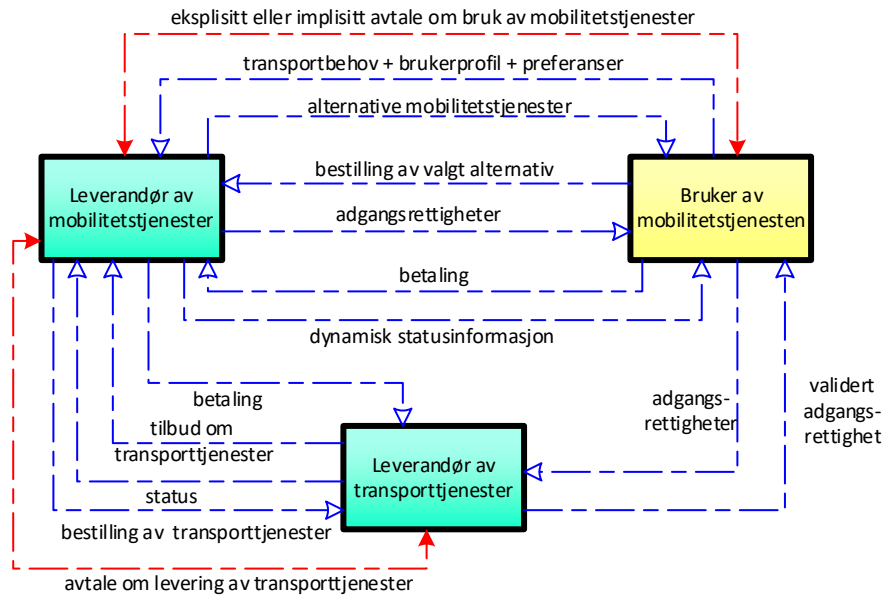 eksplisitt eller implisitt avtale om bruk av mobilitetstjenester
transportbehov + brukerprofil + preferanser
alternative mobilitetstjenester
bestilling av valgt alternativ
Leverandør av
mobilitetstjenester
Bruker av
mobilitetstjenesten
adgangsrettigheter
betaling
dynamisk statusinformasjon
betaling
adgangs-
rettigheter
validert
adgangs-
rettighet
tilbud om
transporttjenester
Leverandør av
transporttjenester
status
bestilling av transporttjenester
avtale om levering av transporttjenester